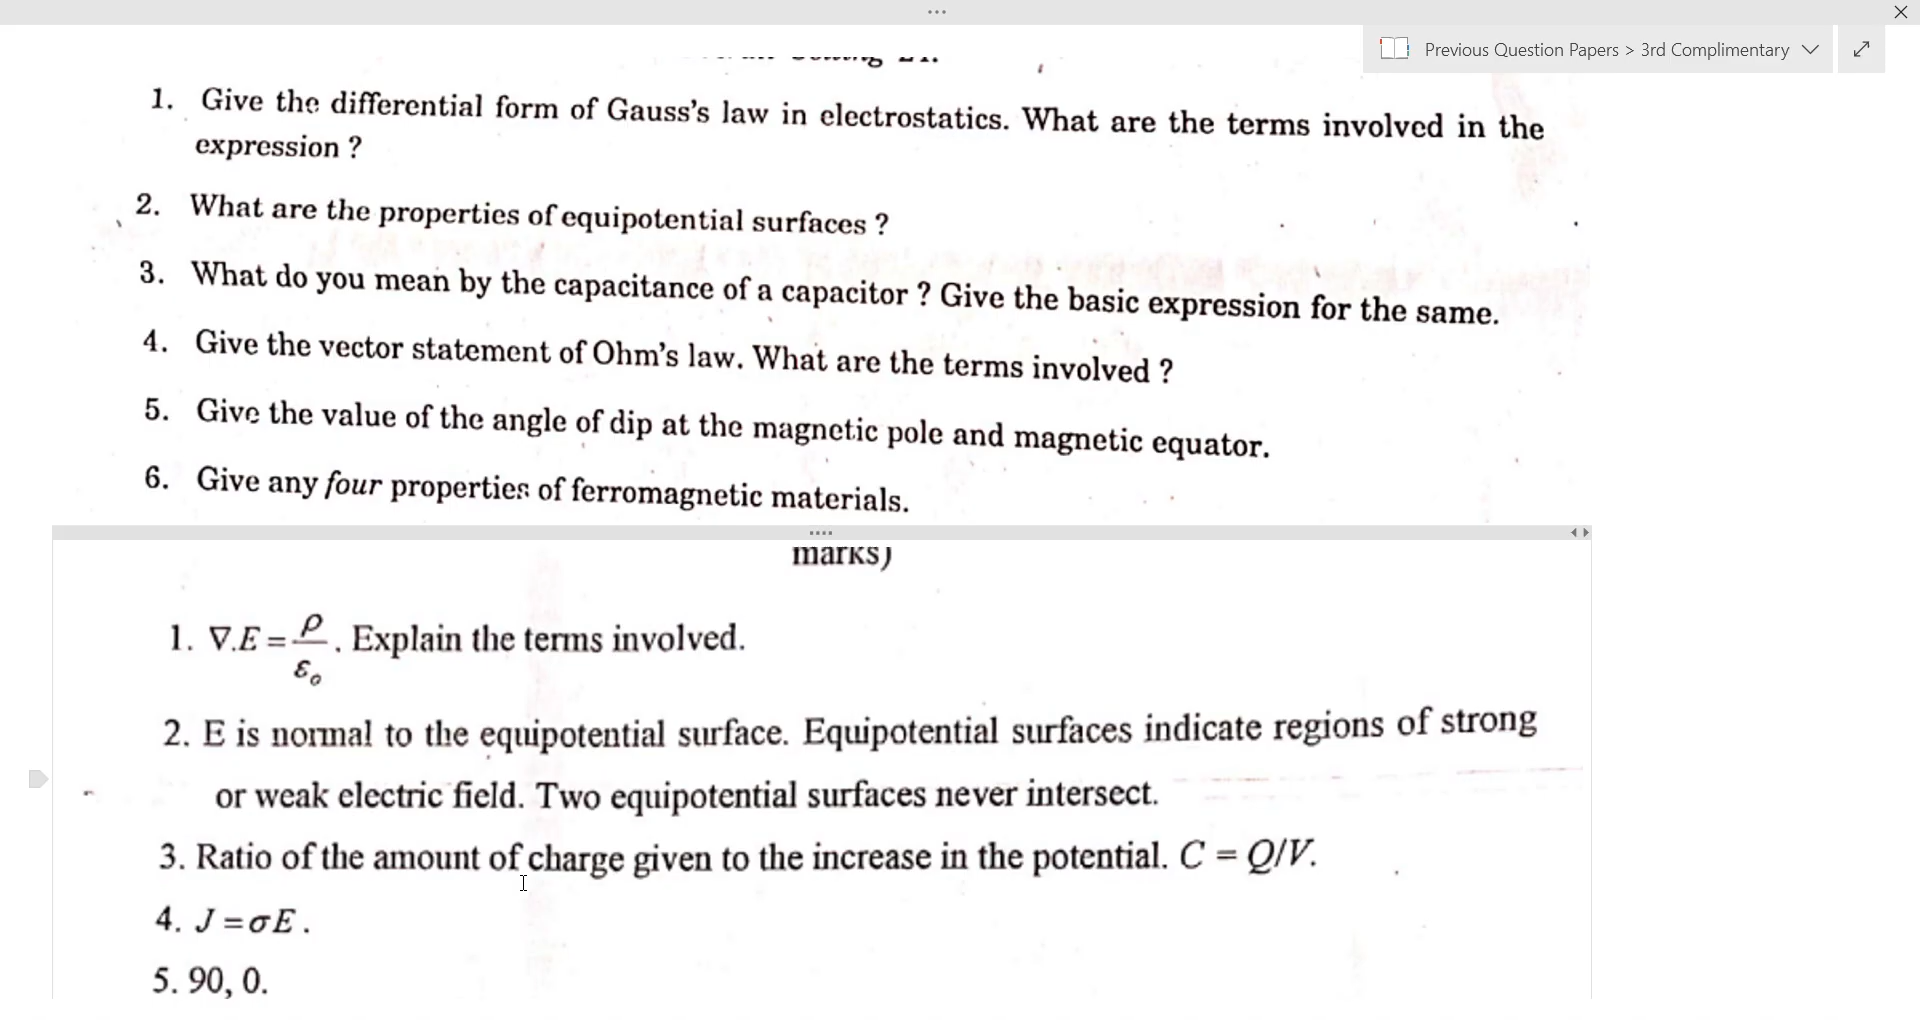 Previous Question Papers > 3rd Complimentary
1. Give the differential form of Gauss's law in electrostatics. What are the terms involved in the
expression ?
2. What are the properties of equipotential surfaces ?
3. What do you mean by the capacitance of a capacitor ? Give the basic expression for the same.
4. Give the vector statement of Ohm's law. What are the terms involved ?
5. Give the value of the angle of dip at the magnetic pole and magnetic equator.
6. Give any four properties of ferromagnetic materials.
marks)
1. ∇.E = ρ/ε₀ . Explain the terms involved.
2. E is normal to the equipotential surface. Equipotential surfaces indicate regions of strong
or weak electric field. Two equipotential surfaces never intersect.
3. Ratio of the amount of charge given to the increase in the potential. C = Q/V.
4. J = σE .
5. 90, 0.